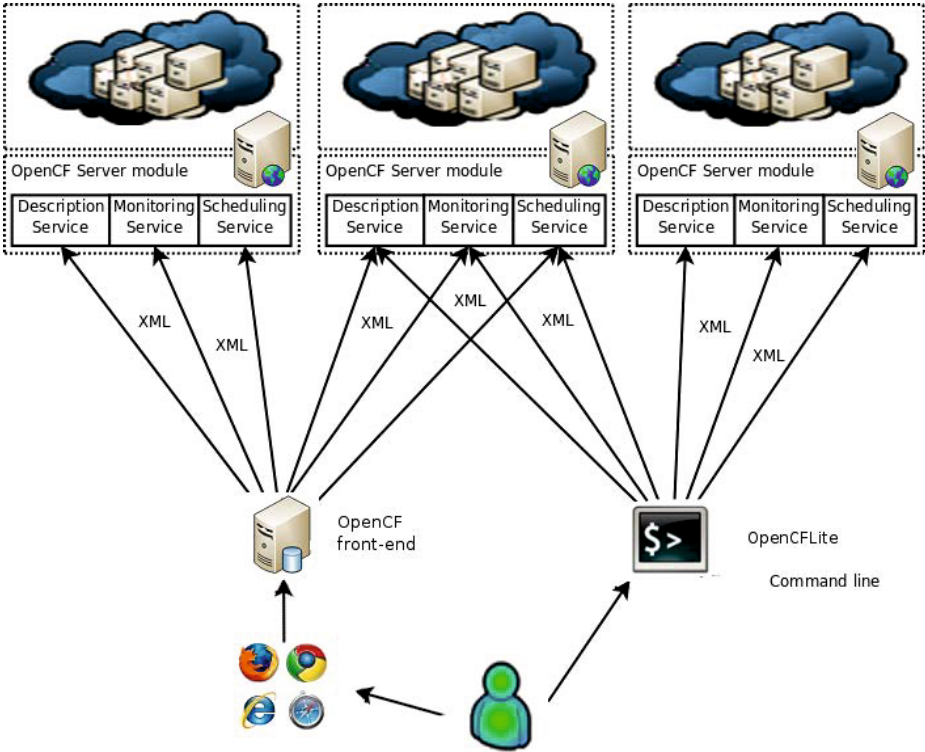 OpenCF Server module
OpenCF Server module
OpenCF Server module
Description Service
Monitoring Service
Scheduling Service
Description Service
Monitoring Service
Scheduling Service
Description Service
Monitoring Service
Scheduling Service
XML
XML
XML
XML
XML
XML
XML
OpenCF
front-end
$>
OpenCFLite
Command line